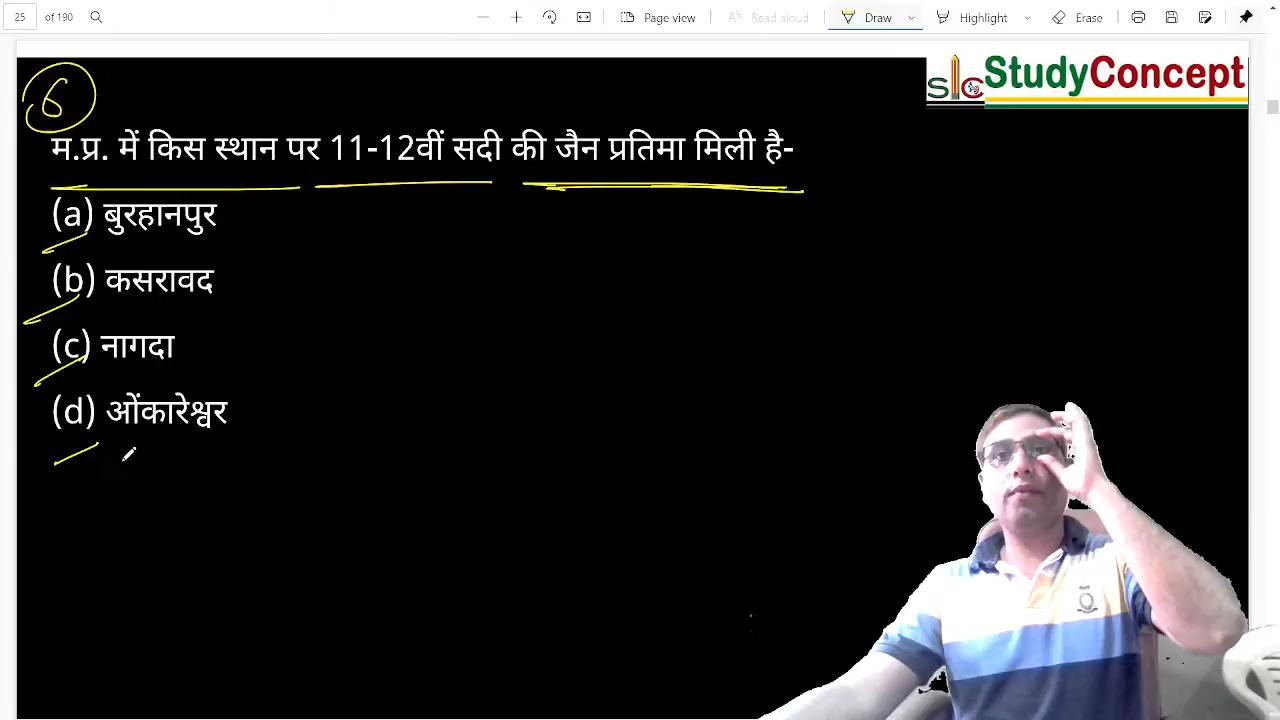 25 of 190 Page view Read aloud Draw Highlight Erase
StudyConcept
SIC
6
म.प्र. में किस स्थान पर 11-12वीं सदी की जैन प्रतिमा मिली है-
(a) बुरहानपुर
(b) कसरावद
(c) नागदा
(d) ओंकारेश्वर